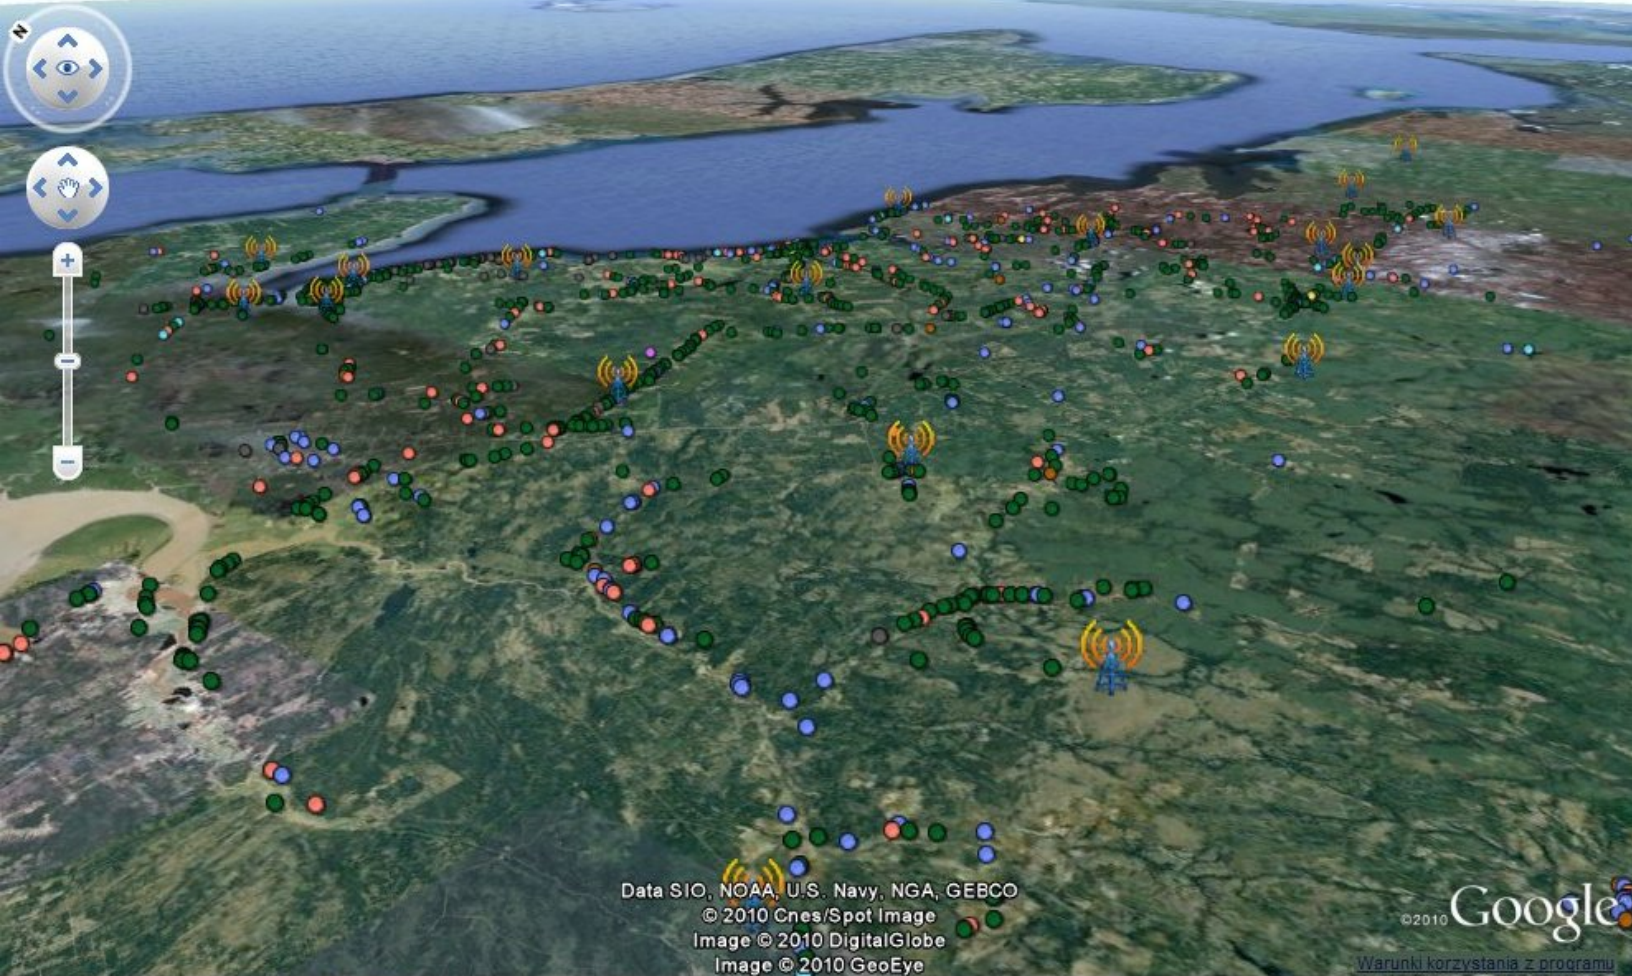 N
Data SIO, NOAA, U.S. Navy, NGA, GEBCO
© 2010 Cnes/Spot Image
Image © 2010 DigitalGlobe
Image © 2010 GeoEye
©2010 Google
Warunki korzystania z programu